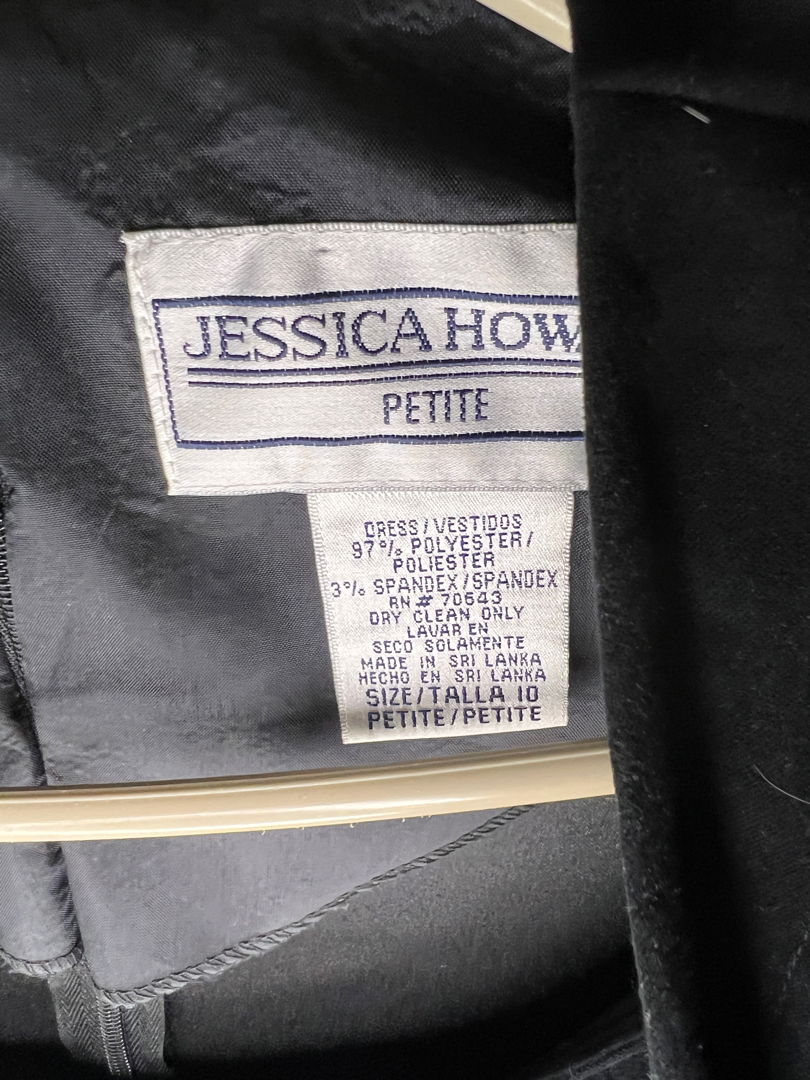 JESSICA HOW
PETITE
DRESS/VESTIDOS
97% POLYESTER/
POLIESTER
3% SPANDEX/SPANDEX
RN # 70643
DRY CLEAN ONLY
LAVAR EN
SECO SOLAMENTE
MADE IN SRI LANKA
HECHO EN SRI LANKA
SIZE/TALLA 10
PETITE/PETITE